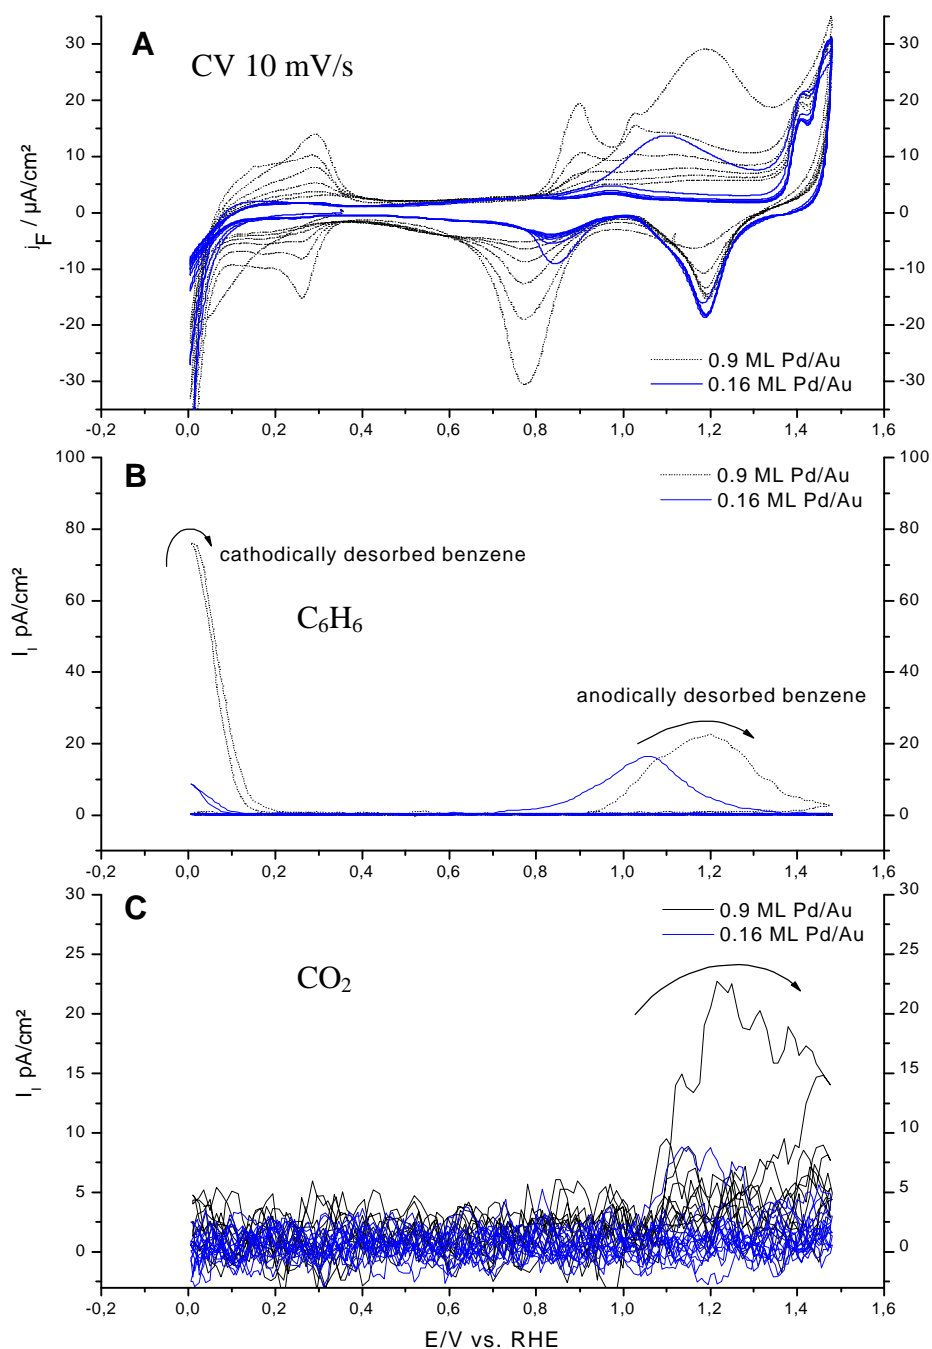 A
CV 10 mV/s
j_F / µA/cm²
30
20
10
0
-10
-20
-30
30
20
10
0
-10
-20
-30
0.9 ML Pd/Au
0.16 ML Pd/Au
-0,2 0,0 0,2 0,4 0,6 0,8 1,0 1,2 1,4 1,6
B
I_I pA/cm²
100
80
60
40
20
0
100
80
60
40
20
0
0.9 ML Pd/Au
0.16 ML Pd/Au
cathodically desorbed benzene
C₆H₆
anodically desorbed benzene
-0,2 0,0 0,2 0,4 0,6 0,8 1,0 1,2 1,4 1,6
C
I_I pA/cm²
30
25
20
15
10
5
0
30
25
20
15
10
5
0
0.9 ML Pd/Au
0.16 ML Pd/Au
CO₂
-0,2 0,0 0,2 0,4 0,6 0,8 1,0 1,2 1,4 1,6
E/V vs. RHE